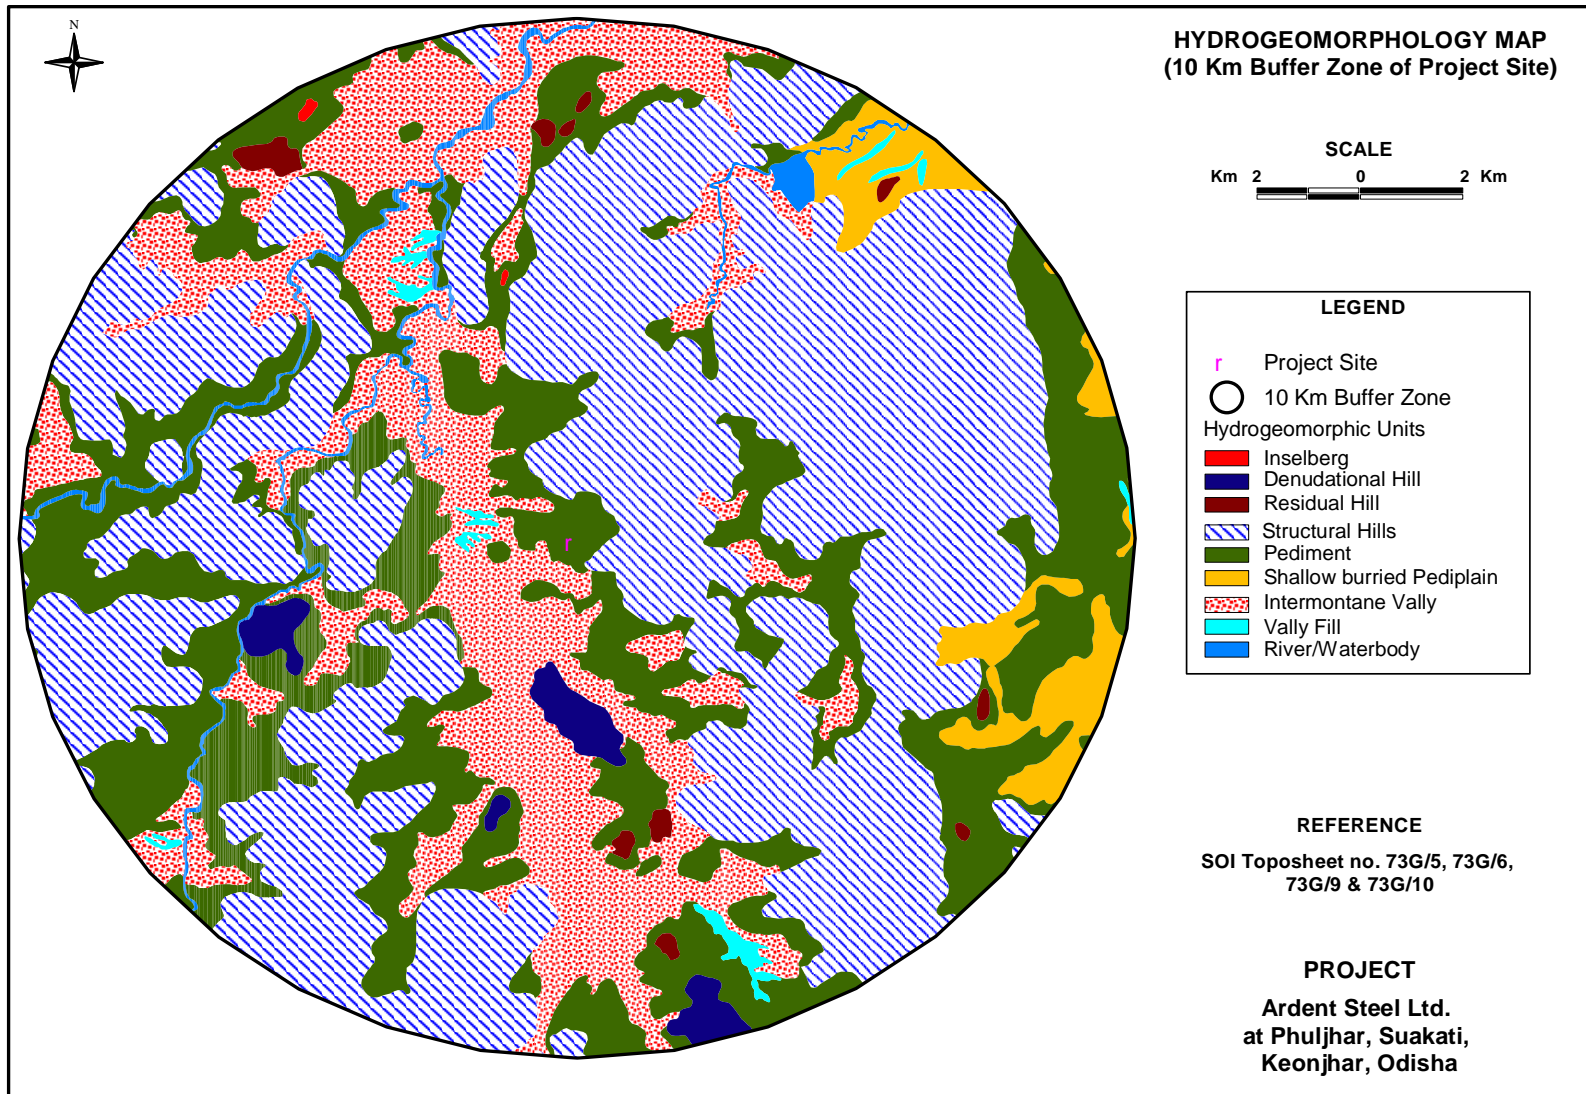 N
HYDROGEOMORPHOLOGY MAP
(10 Km Buffer Zone of Project Site)
SCALE
Km 2 0 2 Km
LEGEND
r Project Site
10 Km Buffer Zone
Hydrogeomorphic Units
Inselberg
Denudational Hill
Residual Hill
Structural Hills
Pediment
Shallow burried Pediplain
Intermontane Vally
Vally Fill
River/Waterbody
r
REFERENCE
SOI Toposheet no. 73G/5, 73G/6,
73G/9 & 73G/10
PROJECT
Ardent Steel Ltd.
at Phuljhar, Suakati,
Keonjhar, Odisha